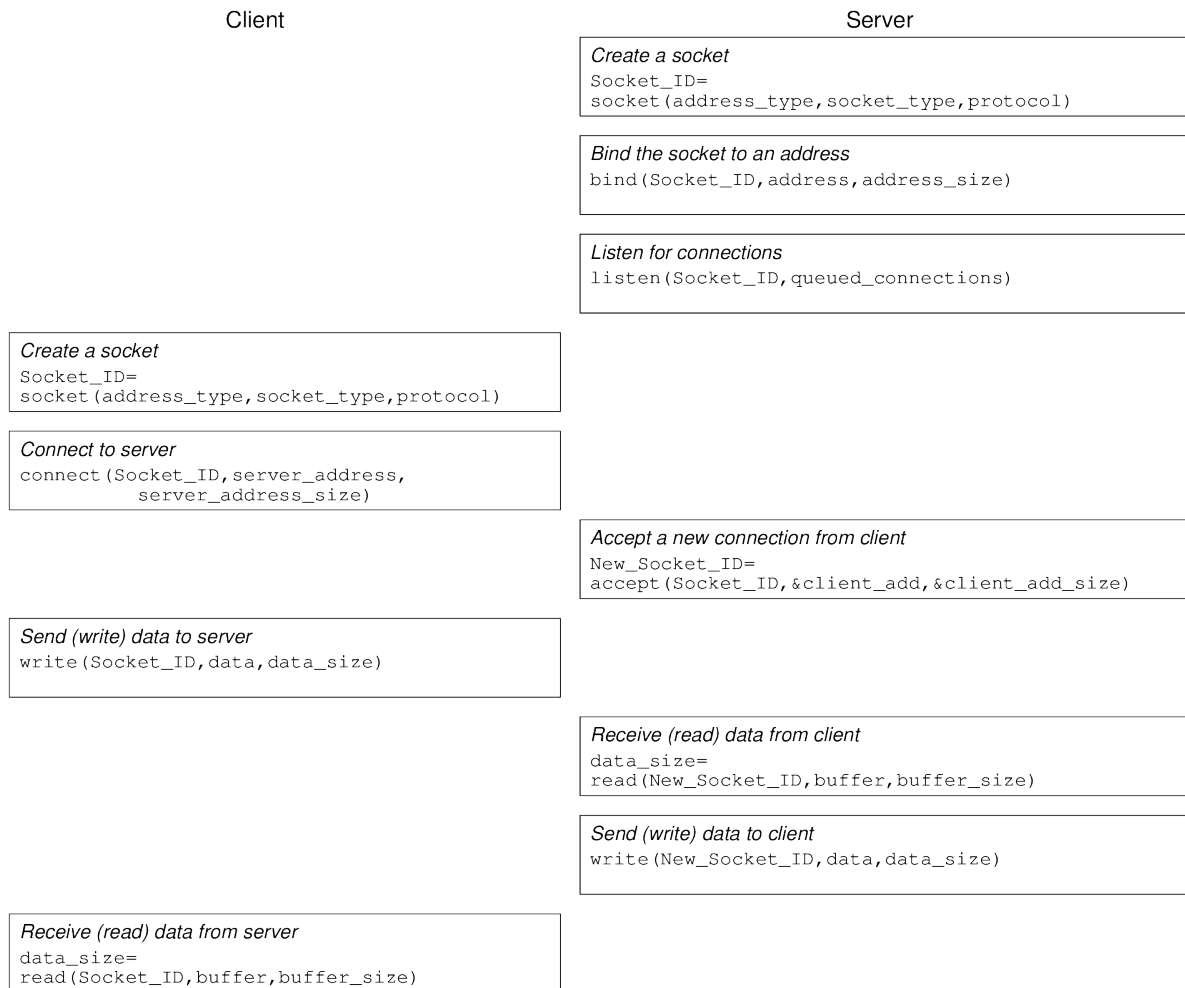 Client
Server
Create a socket
Socket_ID=
socket(address_type,socket_type,protocol)
Bind the socket to an address
bind(Socket_ID,address,address_size)
Listen for connections
listen(Socket_ID,queued_connections)
Create a socket
Socket_ID=
socket(address_type,socket_type,protocol)
Connect to server
connect(Socket_ID,server_address,
server_address_size)
Accept a new connection from client
New_Socket_ID=
accept(Socket_ID,&client_add,&client_add_size)
Send (write) data to server
write(Socket_ID,data,data_size)
Receive (read) data from client
data_size=
read(New_Socket_ID,buffer,buffer_size)
Send (write) data to client
write(New_Socket_ID,data,data_size)
Receive (read) data from server
data_size=
read(Socket_ID,buffer,buffer_size)